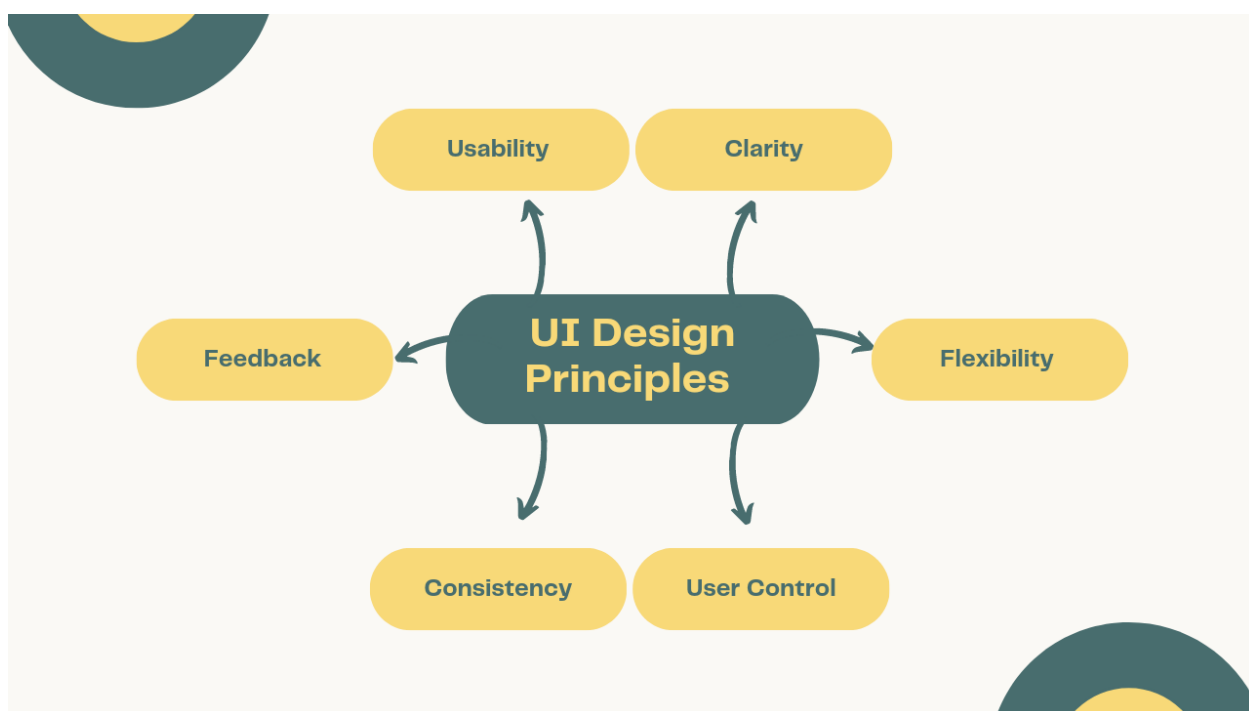 Usability
Clarity
UI Design
Principles
Feedback
Flexibility
Consistency
User Control